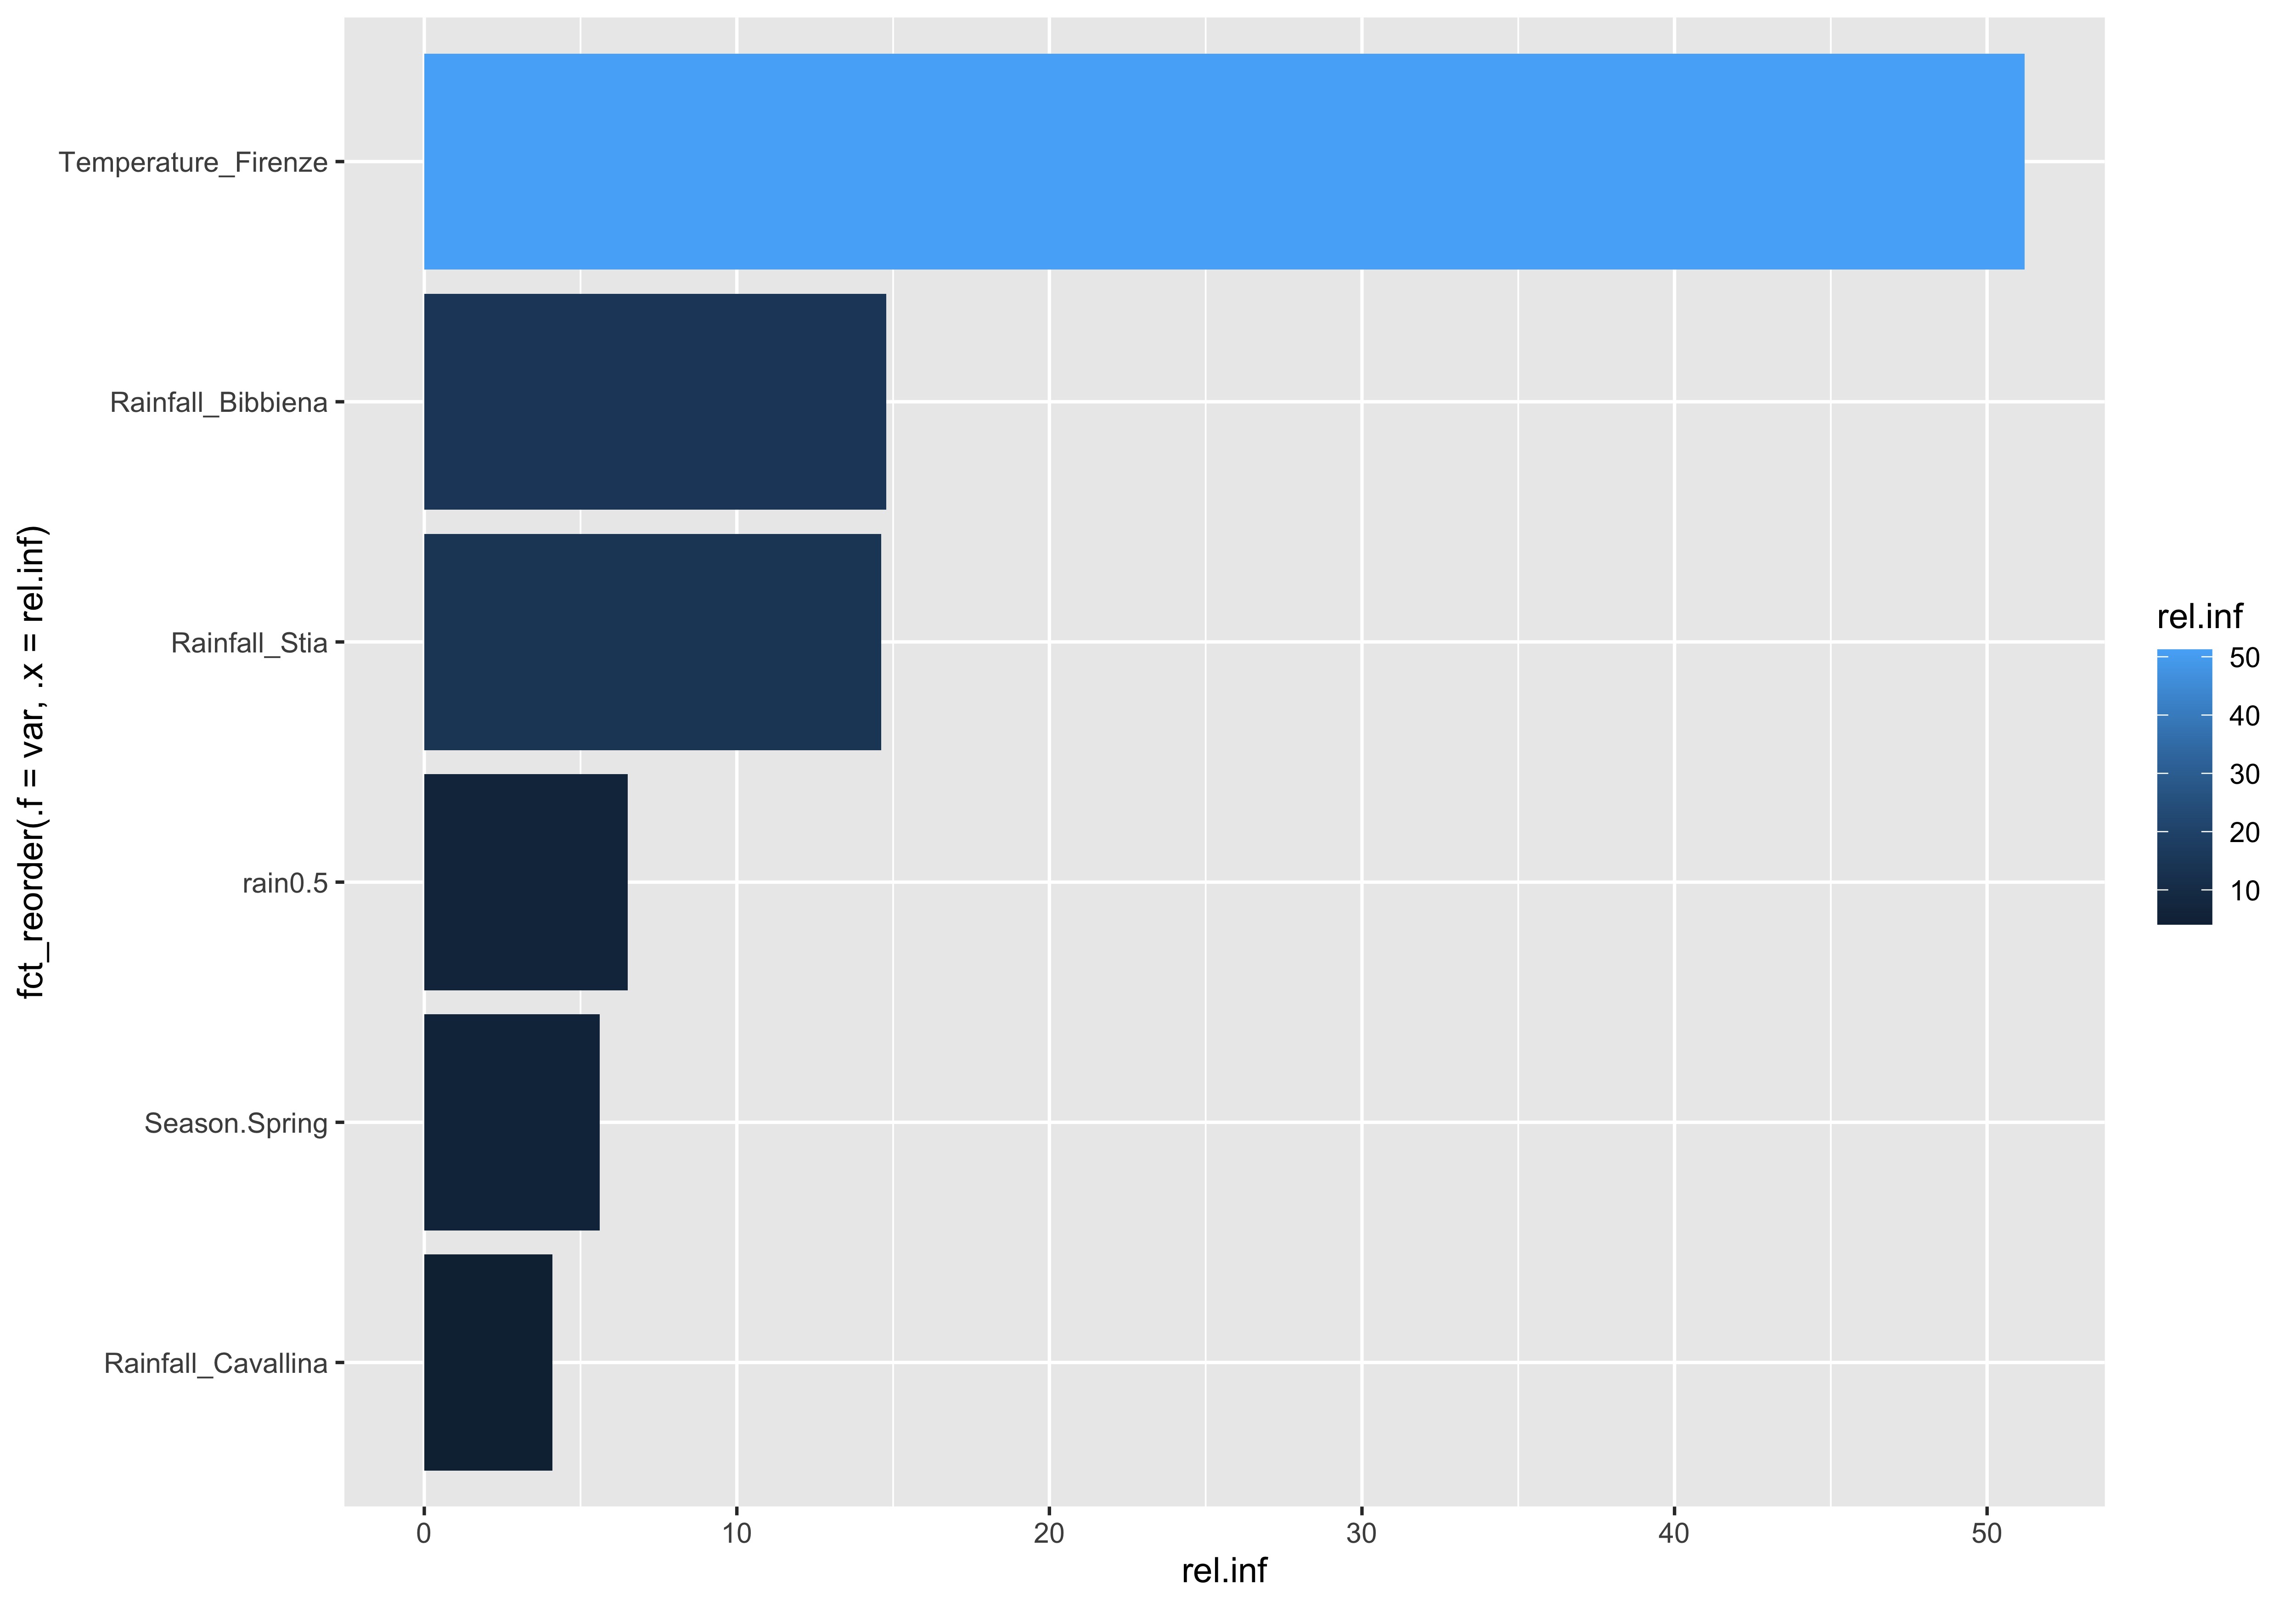 fct_reorder(.f = var, .x = rel.inf)
Temperature_Firenze
Rainfall_Bibbiena
Rainfall_Stia
rain0.5
Season.Spring
Rainfall_Cavallina
0 10 20 30 40 50
rel.inf
rel.inf
50
40
30
20
10